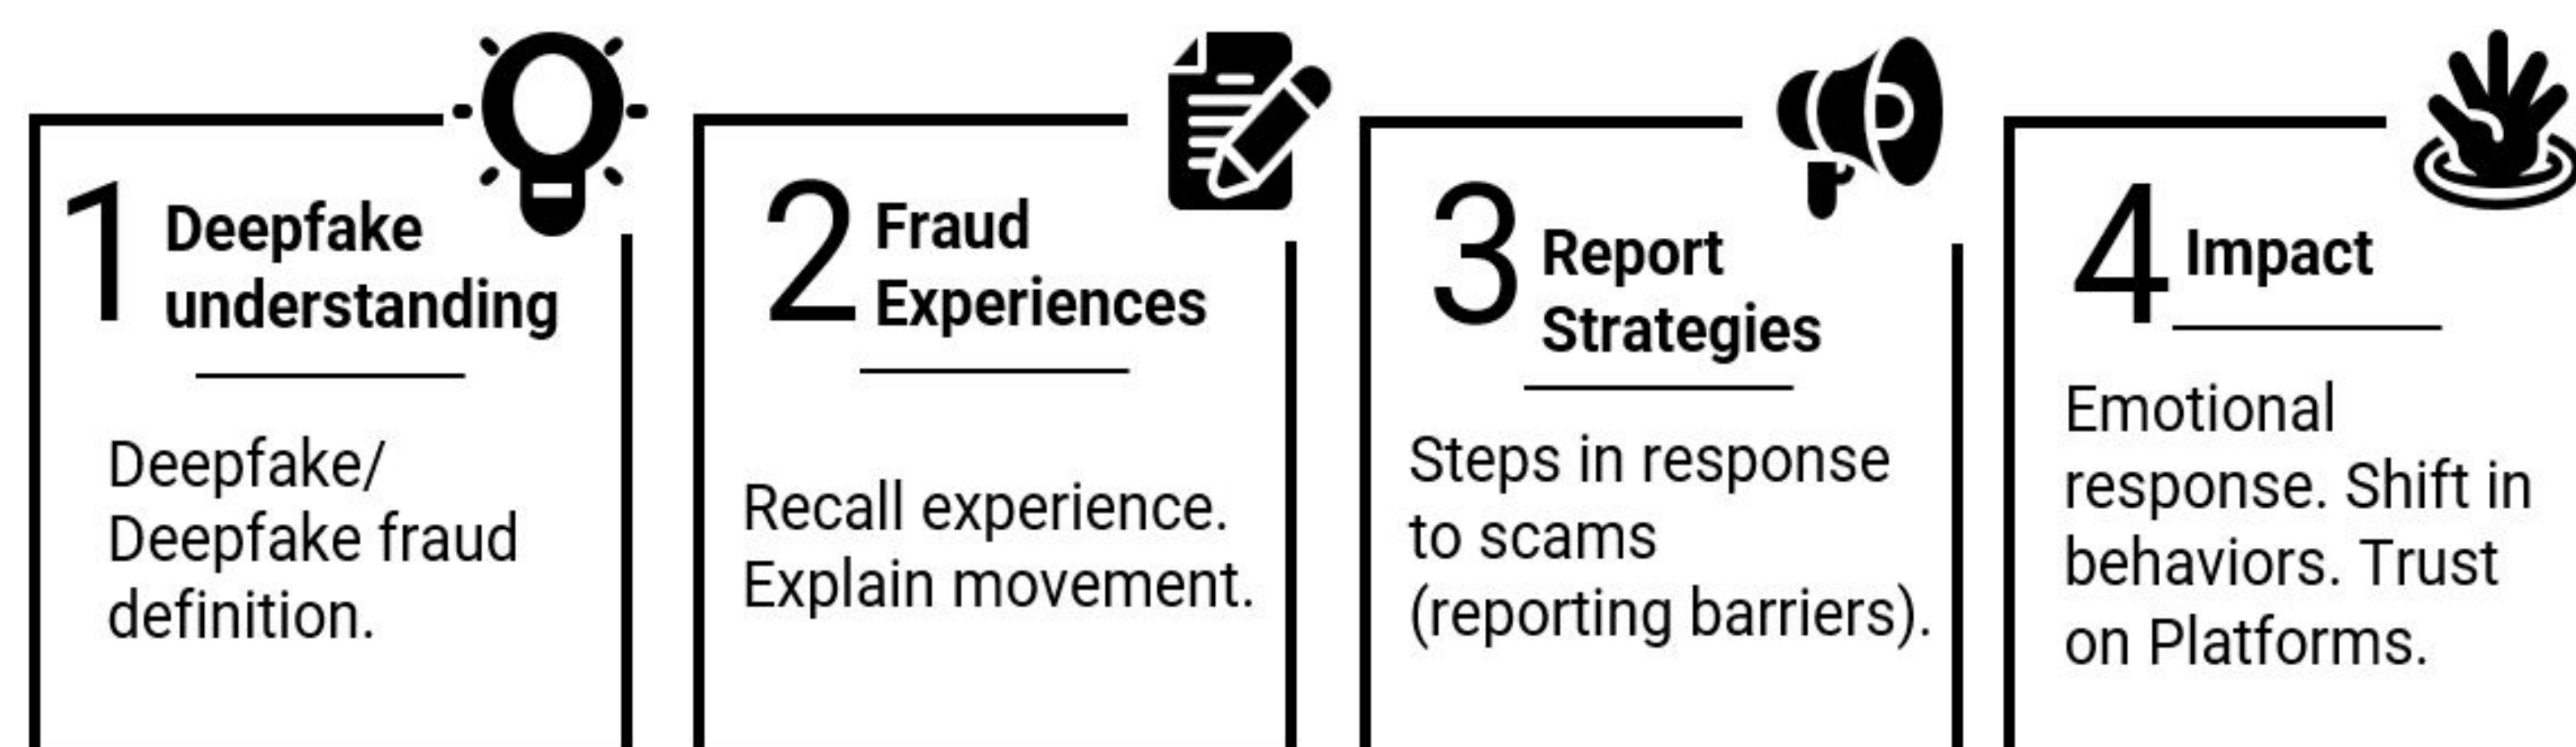 1 Deepfake
understanding
Deepfake/
Deepfake fraud
definition.
2 Fraud
Experiences
Recall experience.
Explain movement.
3 Report
Strategies
Steps in response
to scams
(reporting barriers).
4 Impact
Emotional
response. Shift in
behaviors. Trust
on Platforms.